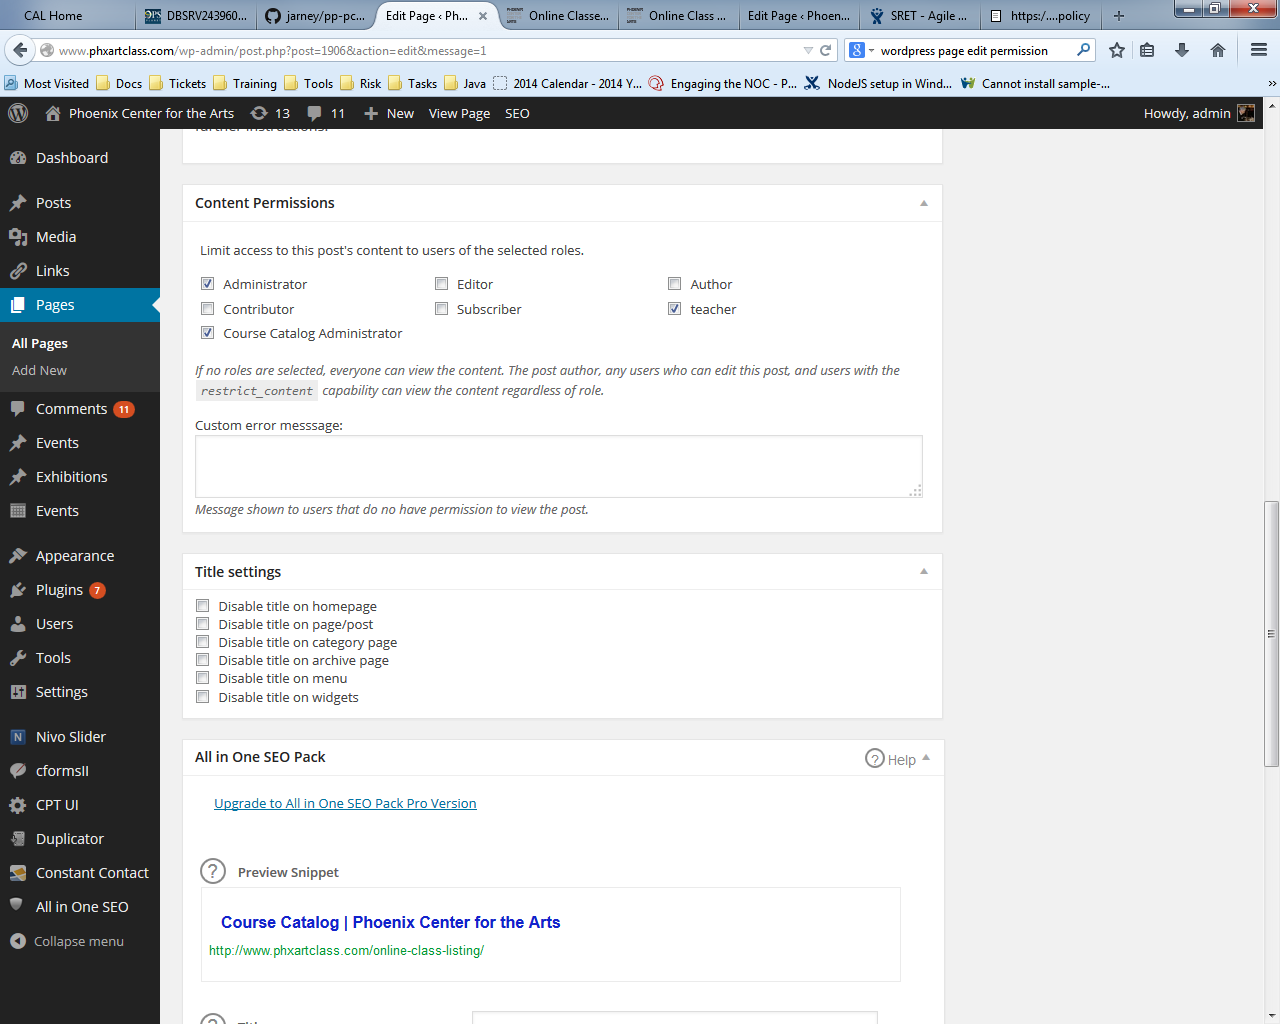 CAL Home
DBSRV243960...
jarney/pp-pc...
Edit Page ‹ Ph...
Online Classe...
Online Class ...
Edit Page ‹ Phoen...
SRET - Agile ...
https:/....policy
www.phxartclass.com/wp-admin/post.php?post=1906&action=edit&message=1
wordpress page edit permission
Most Visited
Docs
Tickets
Training
Tools
Risk
Tasks
Java
2014 Calendar - 2014 Y...
Engaging the NOC - P...
NodeJS setup in Wind...
Cannot install sample-...
Phoenix Center for the Arts
13
11
New
View Page
SEO
Howdy, admin
Dashboard
Posts
Media
Links
Pages
All Pages
Add New
Comments 11
Events
Exhibitions
Events
Appearance
Plugins 7
Users
Tools
Settings
Nivo Slider
cformsII
CPT UI
Duplicator
Constant Contact
All in One SEO
Collapse menu
further instructions.
Content Permissions
Limit access to this post's content to users of the selected roles.
Administrator
Editor
Author
Contributor
Subscriber
teacher
Course Catalog Administrator
If no roles are selected, everyone can view the content. The post author, any users who can edit this post, and users with the
restrict_content capability can view the content regardless of role.
Custom error messsage:
Message shown to users that do no have permission to view the post.
Title settings
Disable title on homepage
Disable title on page/post
Disable title on category page
Disable title on archive page
Disable title on menu
Disable title on widgets
All in One SEO Pack
? Help
Upgrade to All in One SEO Pack Pro Version
? Preview Snippet
Course Catalog | Phoenix Center for the Arts
http://www.phxartclass.com/online-class-listing/